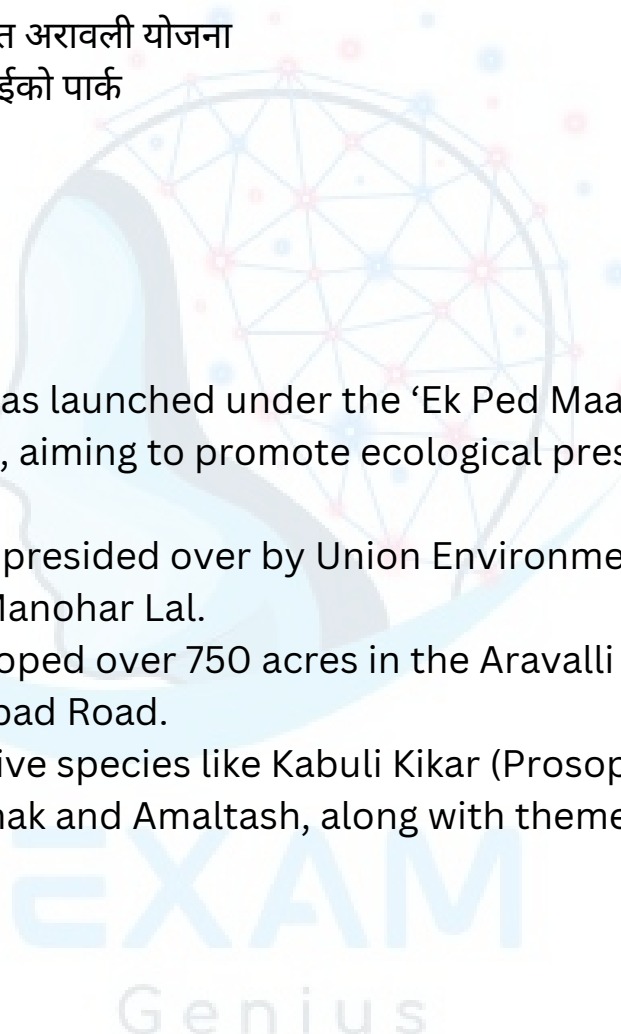 त अरावली योजना
ईको पार्क
as launched under the ‘Ek Ped Maa
, aiming to promote ecological pres
presided over by Union Environme
Manohar Lal.
oped over 750 acres in the Aravalli
bad Road.
ive species like Kabuli Kikar (Prosop
hak and Amaltash, along with theme
EXAM
Genius